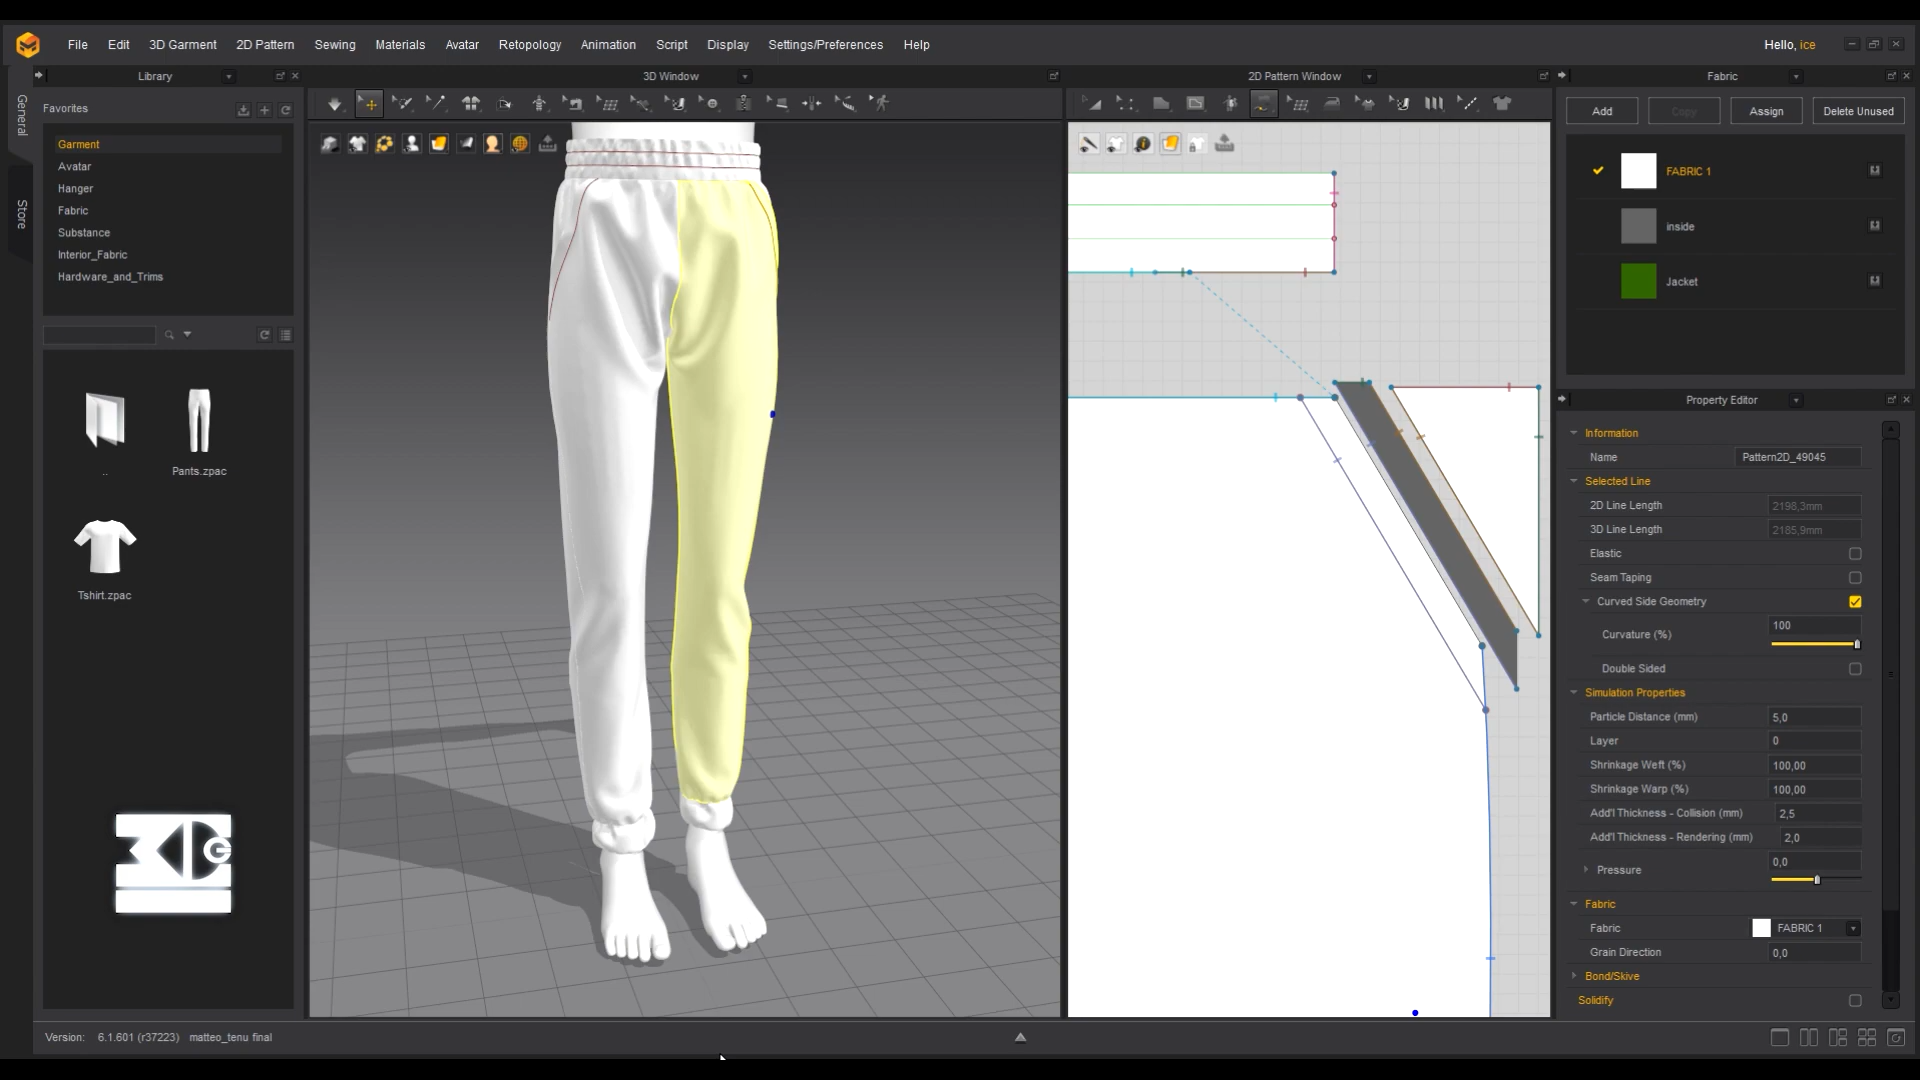 File Edit 3D Garment 2D Pattern Sewing Materials Avatar Retopology Animation Script Display Settings/Preferences Help
Hello, ice
Library
3D Window
2D Pattern Window
Fabric
General
Store
Favorites
Garment
Avatar
Hanger
Fabric
Substance
Interior_Fabric
Hardware_and_Trims
..
Pants.zpac
Tshirt.zpac
Add Copy Assign Delete Unused
FABRIC 1
inside
Jacket
Property Editor
Information
Name Pattern2D_49045
Selected Line
2D Line Length 2198,3mm
3D Line Length 2185,9mm
Elastic
Seam Taping
Curved Side Geometry
Curvature (%) 100
Double Sided
Simulation Properties
Particle Distance (mm) 5,0
Layer 0
Shrinkage Weft (%) 100,00
Shrinkage Warp (%) 100,00
Add'l Thickness - Collision (mm) 2,5
Add'l Thickness - Rendering (mm) 2,0
Pressure 0,0
Fabric
Fabric FABRIC 1
Grain Direction 0,0
Bond/Skive
Solidify
Version: 6.1.601 (r37223) matteo_tenu final